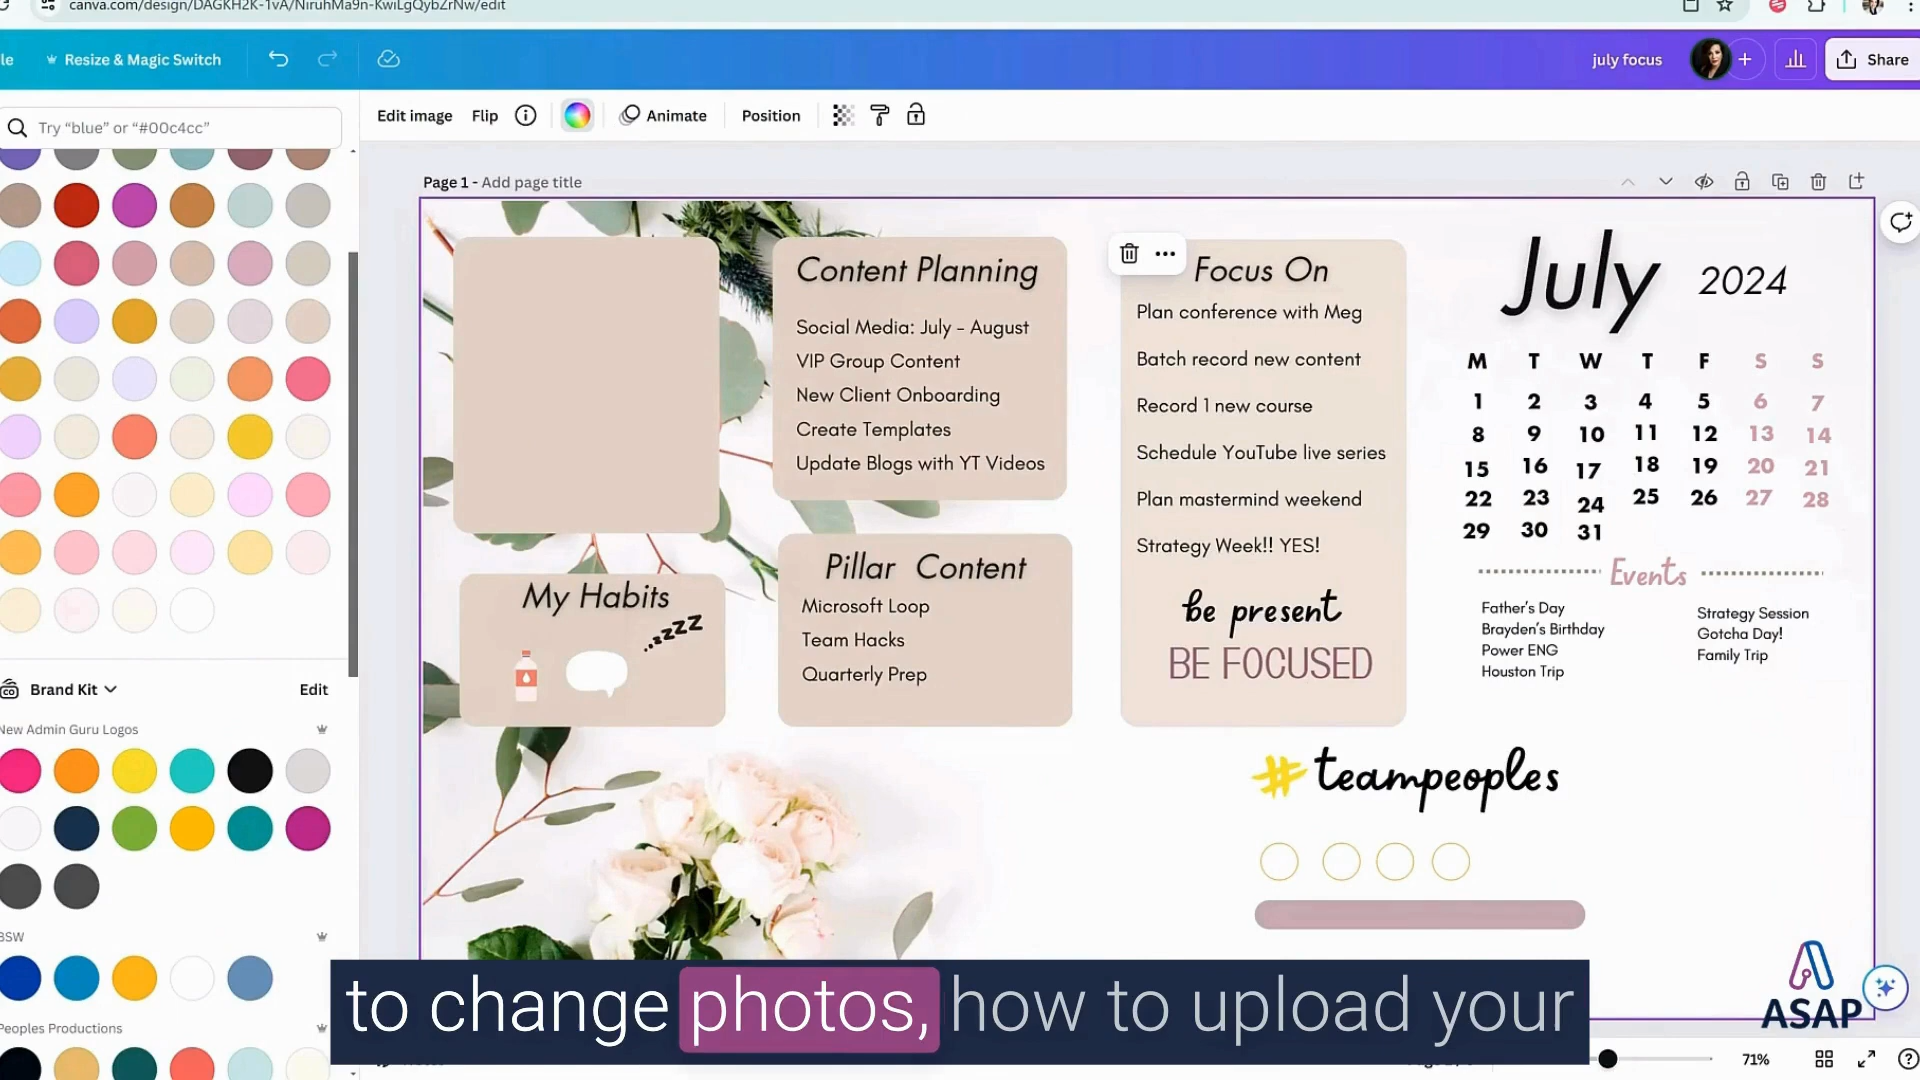 canva.com/design/DAGKH2K-1vA/NiruhMa9n-KwiLgQybZrNw/edit
Resize & Magic Switch
july focus
Share
Try “blue” or “#00c4cc”
Edit image
Flip
Animate
Position
Page 1 - Add page title
Content Planning
Social Media: July - August
VIP Group Content
New Client Onboarding
Create Templates
Update Blogs with YT Videos
Focus On
Plan conference with Meg
Batch record new content
Record 1 new course
Schedule YouTube live series
Plan mastermind weekend
Strategy Week!! YES!
be present
BE FOCUSED
July 2024
M T W T F S S
1 2 3 4 5 6 7
8 9 10 11 12 13 14
15 16 17 18 19 20 21
22 23 24 25 26 27 28
29 30 31
Events
Father's Day
Brayden's Birthday
Power ENG
Houston Trip
Strategy Session
Gotcha Day!
Family Trip
My Habits
zzZZ
Pillar Content
Microsoft Loop
Team Hacks
Quarterly Prep
#teampeoples
Brand Kit
Edit
New Admin Guru Logos
BSW
Peoples Productions
to change photos, how to upload your
ASAP
71%